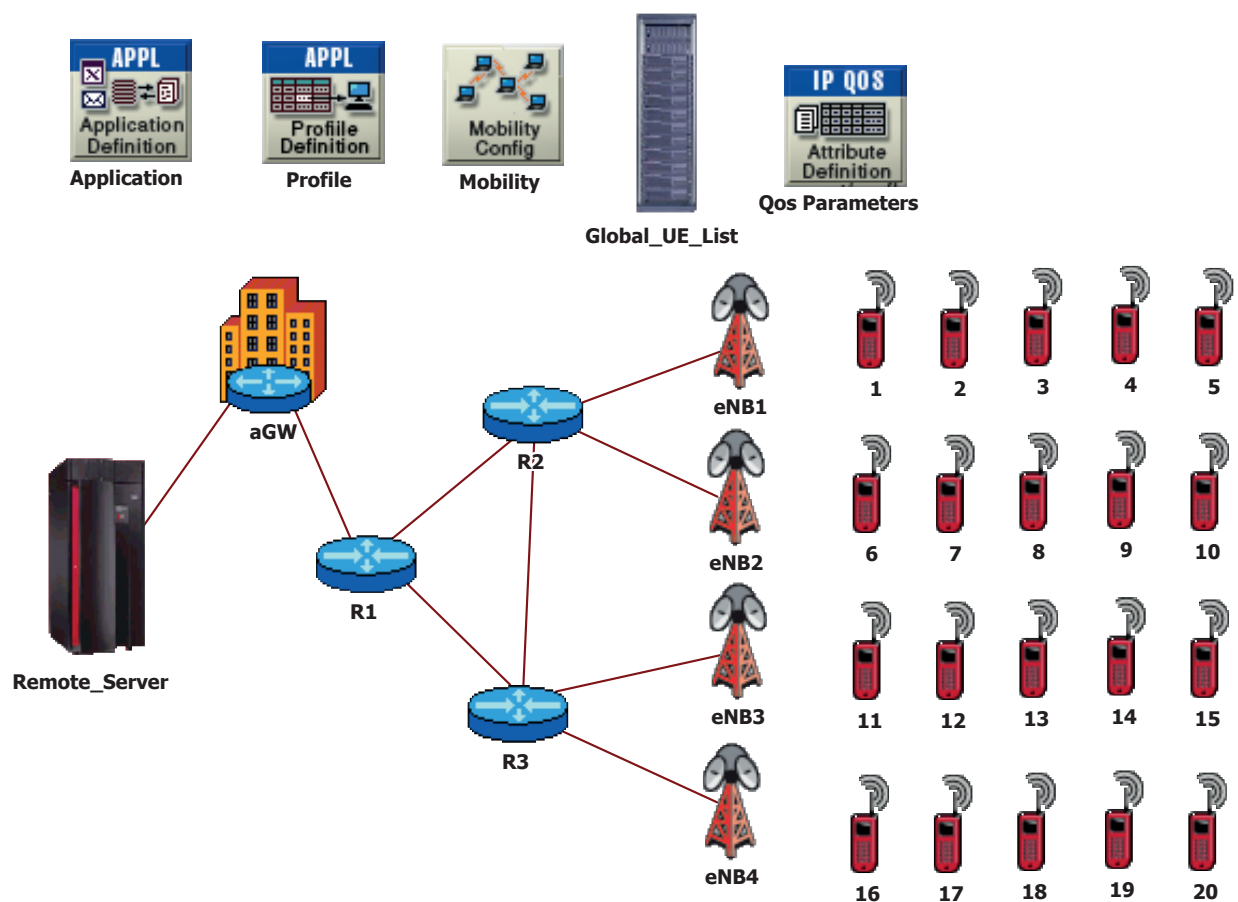 APPL
Application
Definition
Application
APPL
Profiile
Definition
Profile
Mobility
Config
Mobility
Global_UE_List
IP QOS
Attribute
Definition
Qos Parameters
aGW
Remote_Server
R1
R2
R3
eNB1
eNB2
eNB3
eNB4
1
2
3
4
5
6
7
8
9
10
11
12
13
14
15
16
17
18
19
20